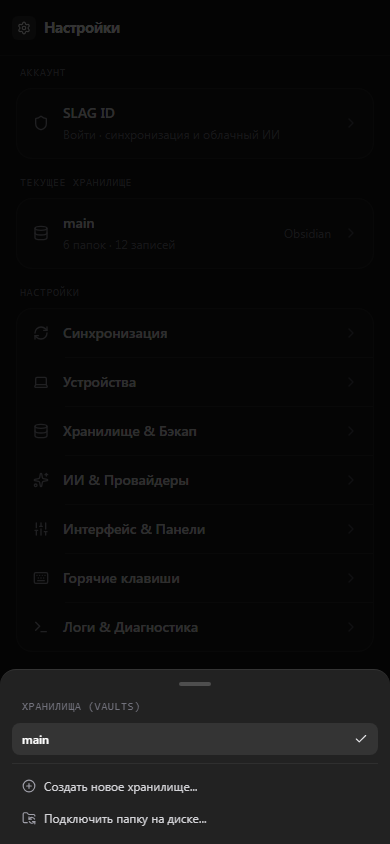 Настройки
АККАУНТ
SLAG ID
Войти · синхронизация и облачный ИИ
ТЕКУЩЕЕ ХРАНИЛИЩЕ
main
6 папок · 12 записей
Obsidian
НАСТРОЙКИ
Синхронизация
Устройства
Хранилище & Бэкап
ИИ & Провайдеры
Интерфейс & Панели
Горячие клавиши
Логи & Диагностика
ХРАНИЛИЩА (VAULTS)
main
Создать новое хранилище...
Подключить папку на диске...